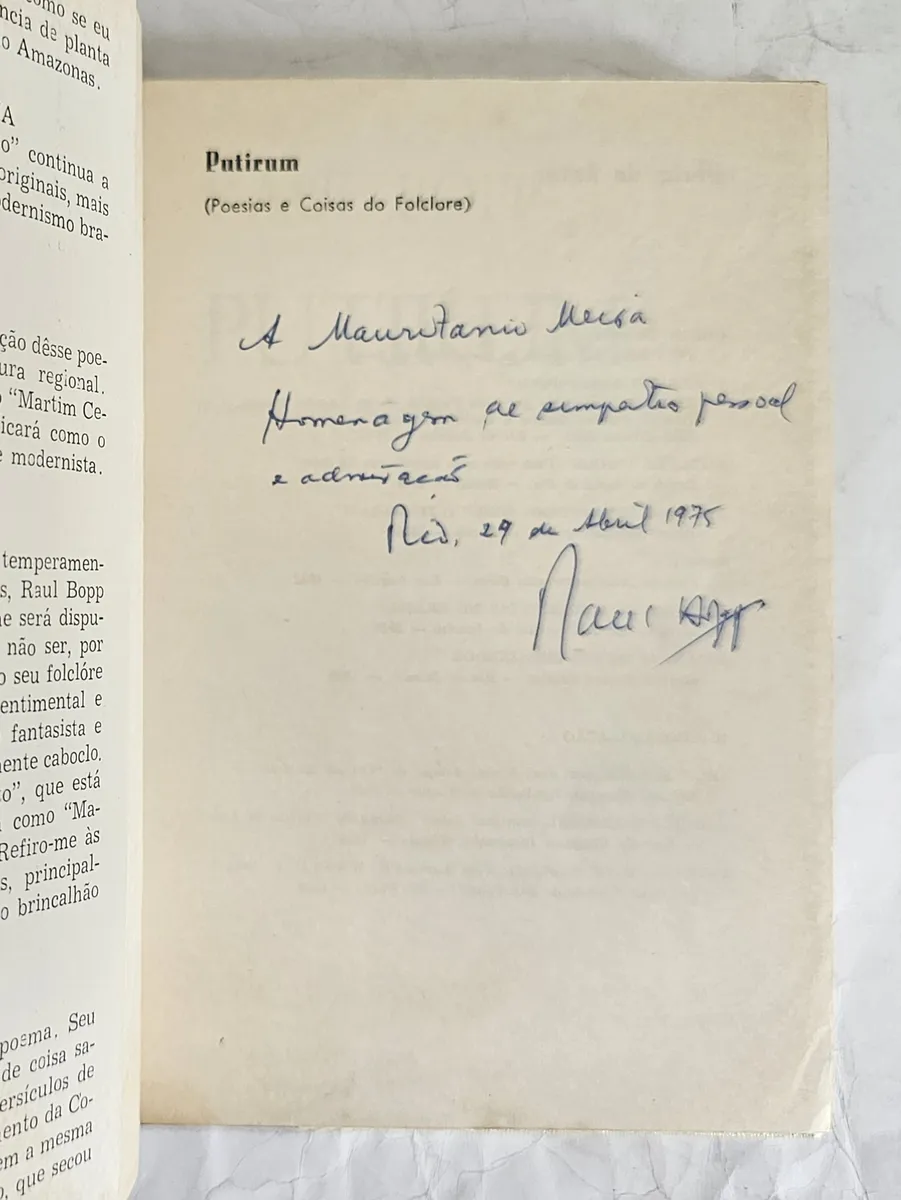 omo se eu
ncia de planta
o Amazonas.
A
o" continua a
originais, mais
dernismo bra-
ção dêsse poe-
ura regional.
o "Martim Ce-
icará como o
e modernista.
temperamen-
s, Raul Bopp
ne será dispu-
não ser, por
o seu folclóre
entimental e
fantasista e
nente caboclo.
to", que está
como "Ma-
Refiro-me às
s, principal-
o brincalhão
poema. Seu
de coisa sa-
ersículos de
ento da Co-
em a mesma
o, que secou
Putirum
(Poesias e Coisas do Folclore)
A Mauritanio Meira
Homenagem de simpatia pessoal
e admiração
Rio, 29 de Abril 1975
Raul Bopp